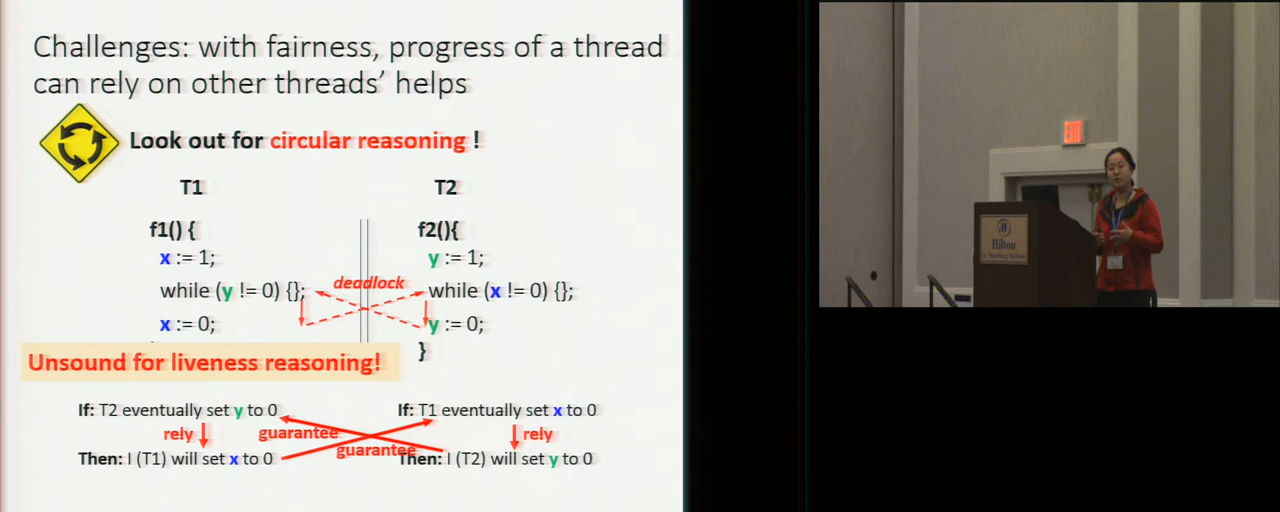 Challenges: with fairness, progress of a thread
can rely on other threads' helps
Look out for circular reasoning !
T1
T2
f1() {
x := 1;
while (y != 0) {};
x := 0;
f2(){
y := 1;
while (x != 0) {};
y := 0;
}
deadlock
Unsound for liveness reasoning!
If: T2 eventually set y to 0
rely
Then: I (T1) will set x to 0
guarantee
guarantee
If: T1 eventually set x to 0
rely
Then: I (T2) will set y to 0
Hilton